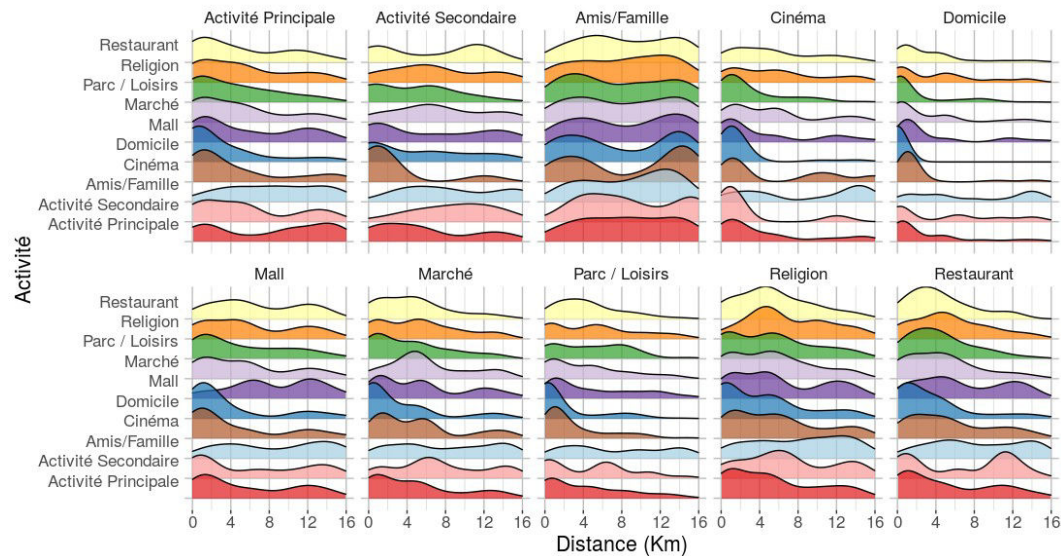 Activité Principale Activité Secondaire Amis/Famille Cinéma Domicile
Restaurant
Religion
Parc / Loisirs
Marché
Mall
Domicile
Cinéma
Amis/Famille
Activité Secondaire
Activité Principale
Activité
Mall Marché Parc / Loisirs Religion Restaurant
Restaurant
Religion
Parc / Loisirs
Marché
Mall
Domicile
Cinéma
Amis/Famille
Activité Secondaire
Activité Principale
0 4 8 12 16 0 4 8 12 16 0 4 8 12 16 0 4 8 12 16 0 4 8 12 16
Distance (Km)